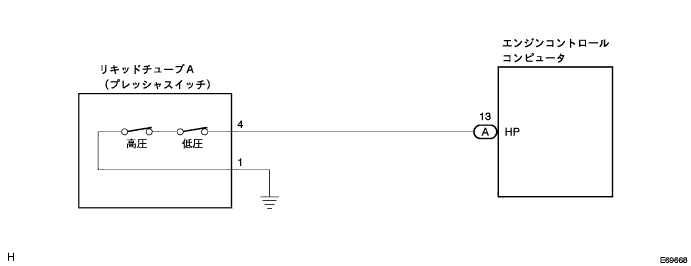 エンジンコントロール
コンピュータ
リキッドチューブA
（プレッシャスイッチ）
13
4
A
HP
高圧
低圧
1
H
E69668